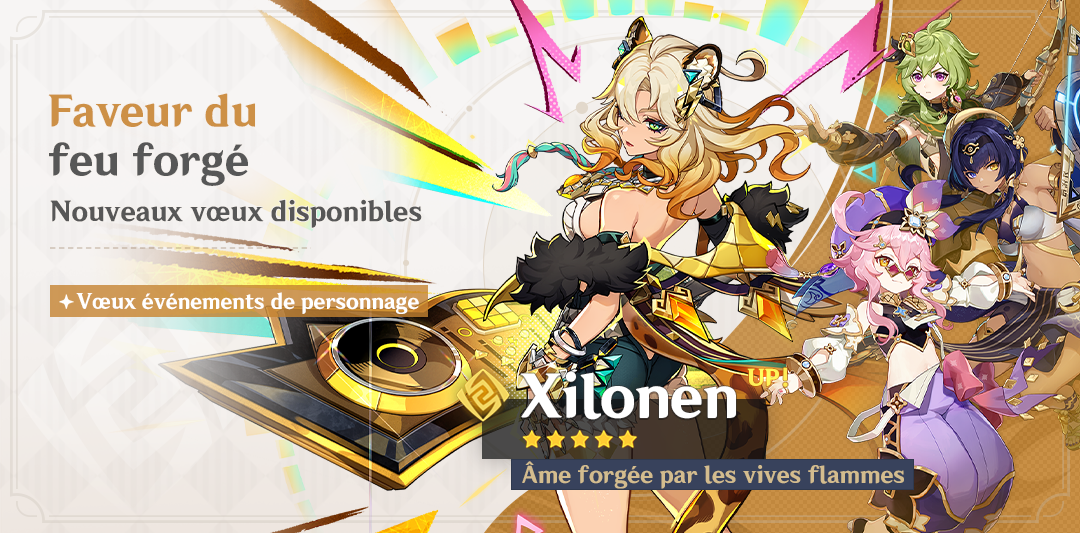 Faveur du
feu forgé
Nouveaux vœux disponibles
Vœux événements de personnage
UP!
Xilonen
Âme forgée par les vives flammes